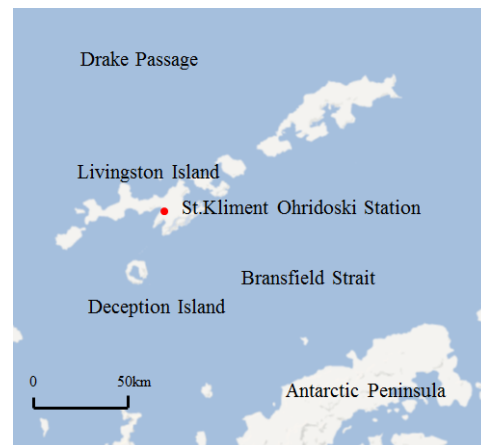 Drake Passage
Livingston Island
St.Kliment Ohridoski Station
Bransfield Strait
Deception Island
0 50km
Antarctic Peninsula